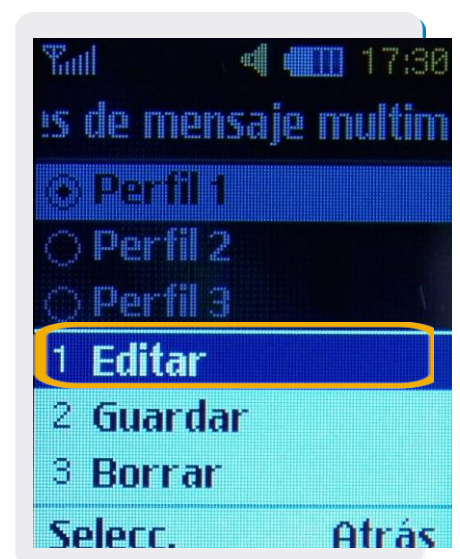 17:30
es de mensaje multim
Perfil 1
Perfil 2
Perfil 3
1 Editar
2 Guardar
3 Borrar
Selecc. Atrás